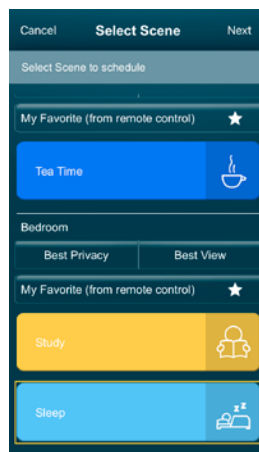 Cancel Select Scene Next
Select Scene to schedule
My Favorite (from remote control)
Tea Time
Bedroom
Best Privacy Best View
My Favorite (from remote control)
Study
Sleep